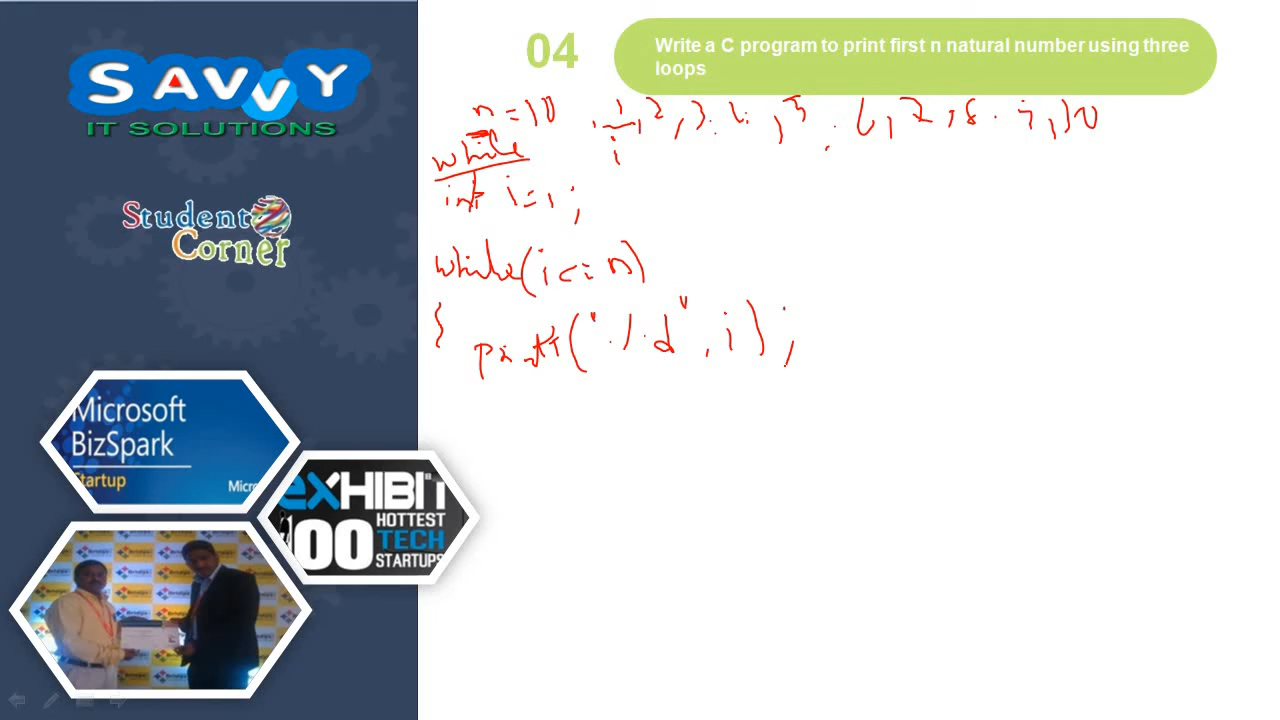 SAVVY
IT SOLUTIONS
Student
Corner
Microsoft
BizSpark
Startup
Micr
EXHIBIT
100
HOTTEST
TECH
STARTUPS
04
Write a C program to print first n natural number using three
loops
n = 10 , 1, 2, 3, 4, 5, 6, 7, 8, 9, 10
i
while
int i = 1;
while(i <= n)
{
printf("%d", i);